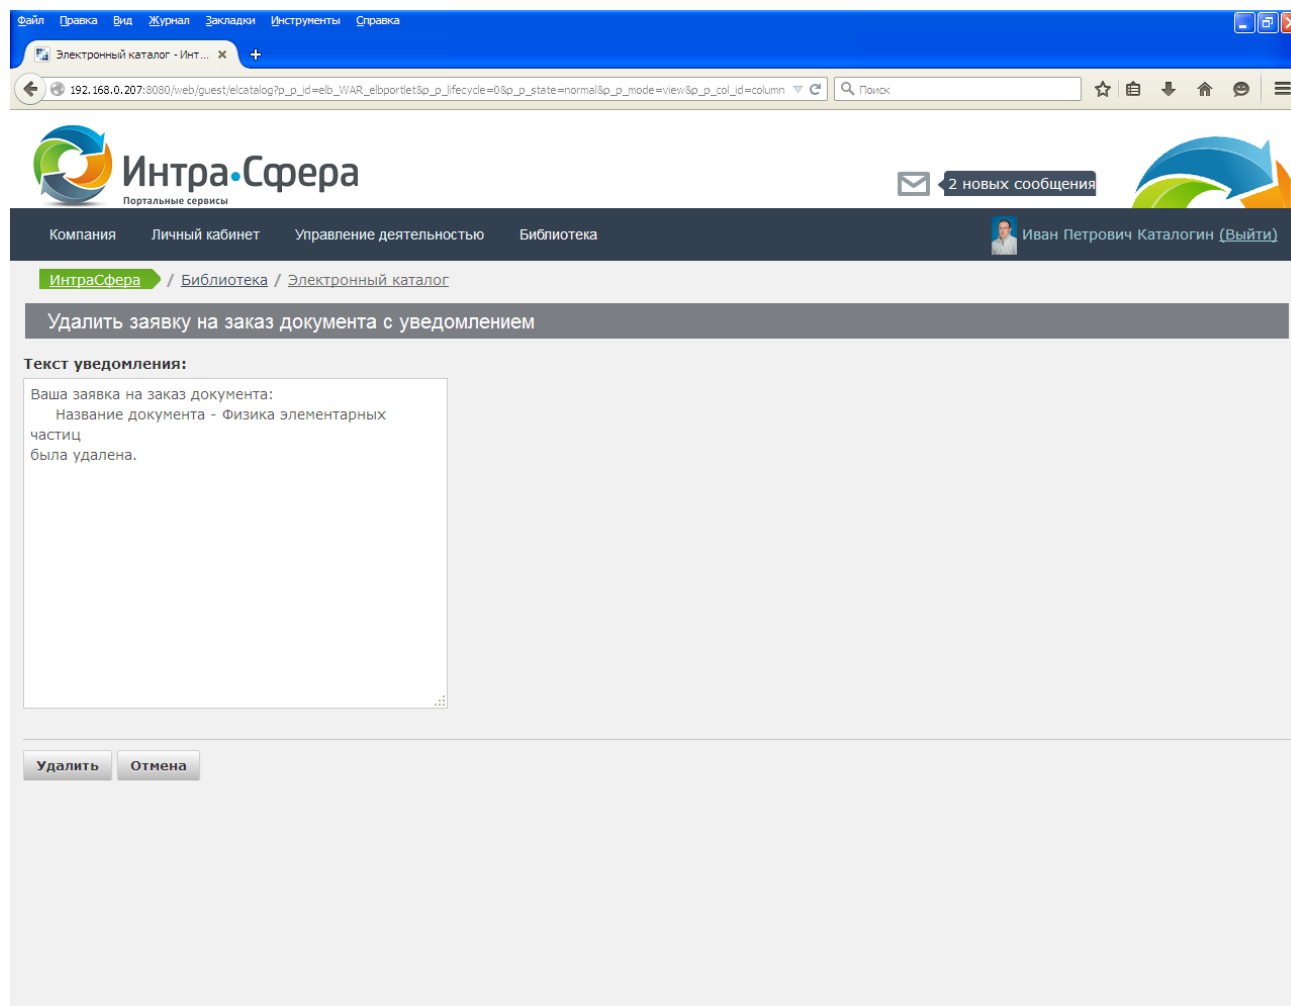 Файл Правка Вид Журнал Закладки Инструменты Справка
Электронный каталог - Инт...
192.168.0.207:8080/web/guest/elcatalog?p_p_id=elb_WAR_elbportlet&p_p_lifecycle=0&p_p_state=normal&p_p_mode=view&p_p_col_id=column
Поиск
Интра•Сфера
Портальные сервисы
2 новых сообщения
Компания Личный кабинет Управление деятельностью Библиотека
Иван Петрович Каталогин (Выйти)
ИнтраСфера / Библиотека / Электронный каталог
Удалить заявку на заказ документа с уведомлением
Текст уведомления:
Ваша заявка на заказ документа:
Название документа - Физика элементарных
частиц
была удалена.
Удалить Отмена